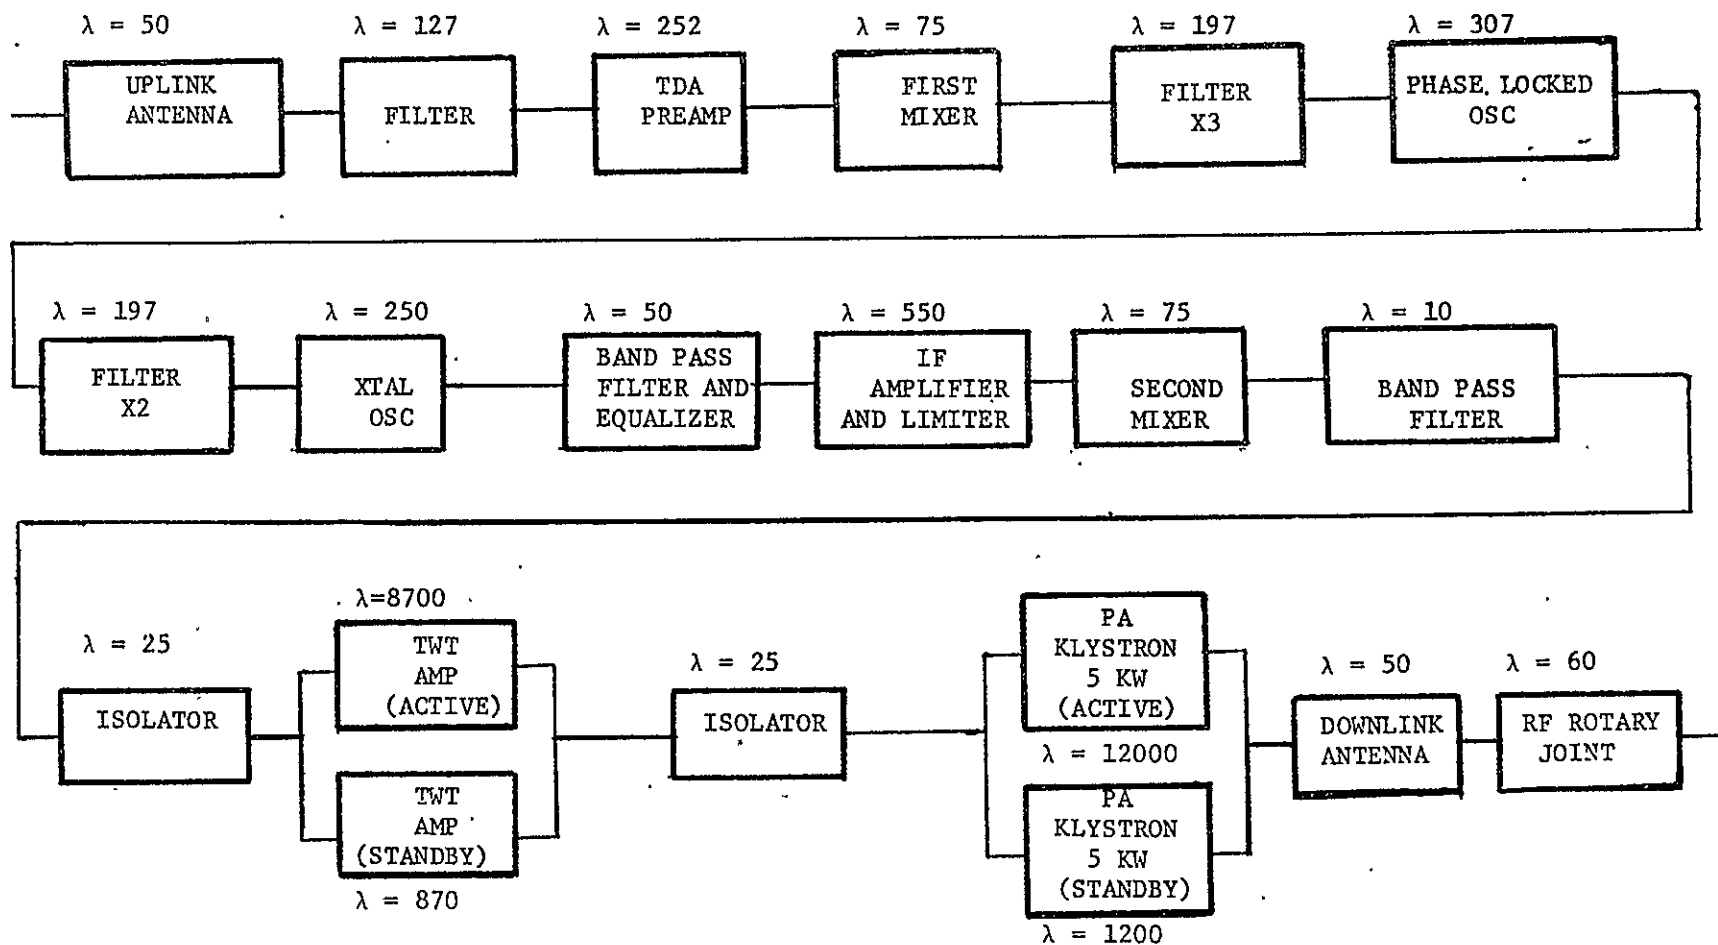 λ = 50
UPLINK
ANTENNA
λ = 127
FILTER
λ = 252
TDA
PREAMP
λ = 75
FIRST
MIXER
λ = 197
FILTER
X3
λ = 307
PHASE LOCKED
OSC
λ = 197
FILTER
X2
λ = 250
XTAL
OSC
λ = 50
BAND PASS
FILTER AND
EQUALIZER
λ = 550
IF
AMPLIFIER
AND LIMITER
λ = 75
SECOND
MIXER
λ = 10
BAND PASS
FILTER
λ = 25
ISOLATOR
λ=8700
TWT
AMP
(ACTIVE)
TWT
AMP
(STANDBY)
λ = 870
λ = 25
ISOLATOR
PA
KLYSTRON
5 KW
(ACTIVE)
λ = 12000
PA
KLYSTRON
5 KW
(STANDBY)
λ = 1200
λ = 50
DOWNLINK
ANTENNA
λ = 60
RF ROTARY
JOINT